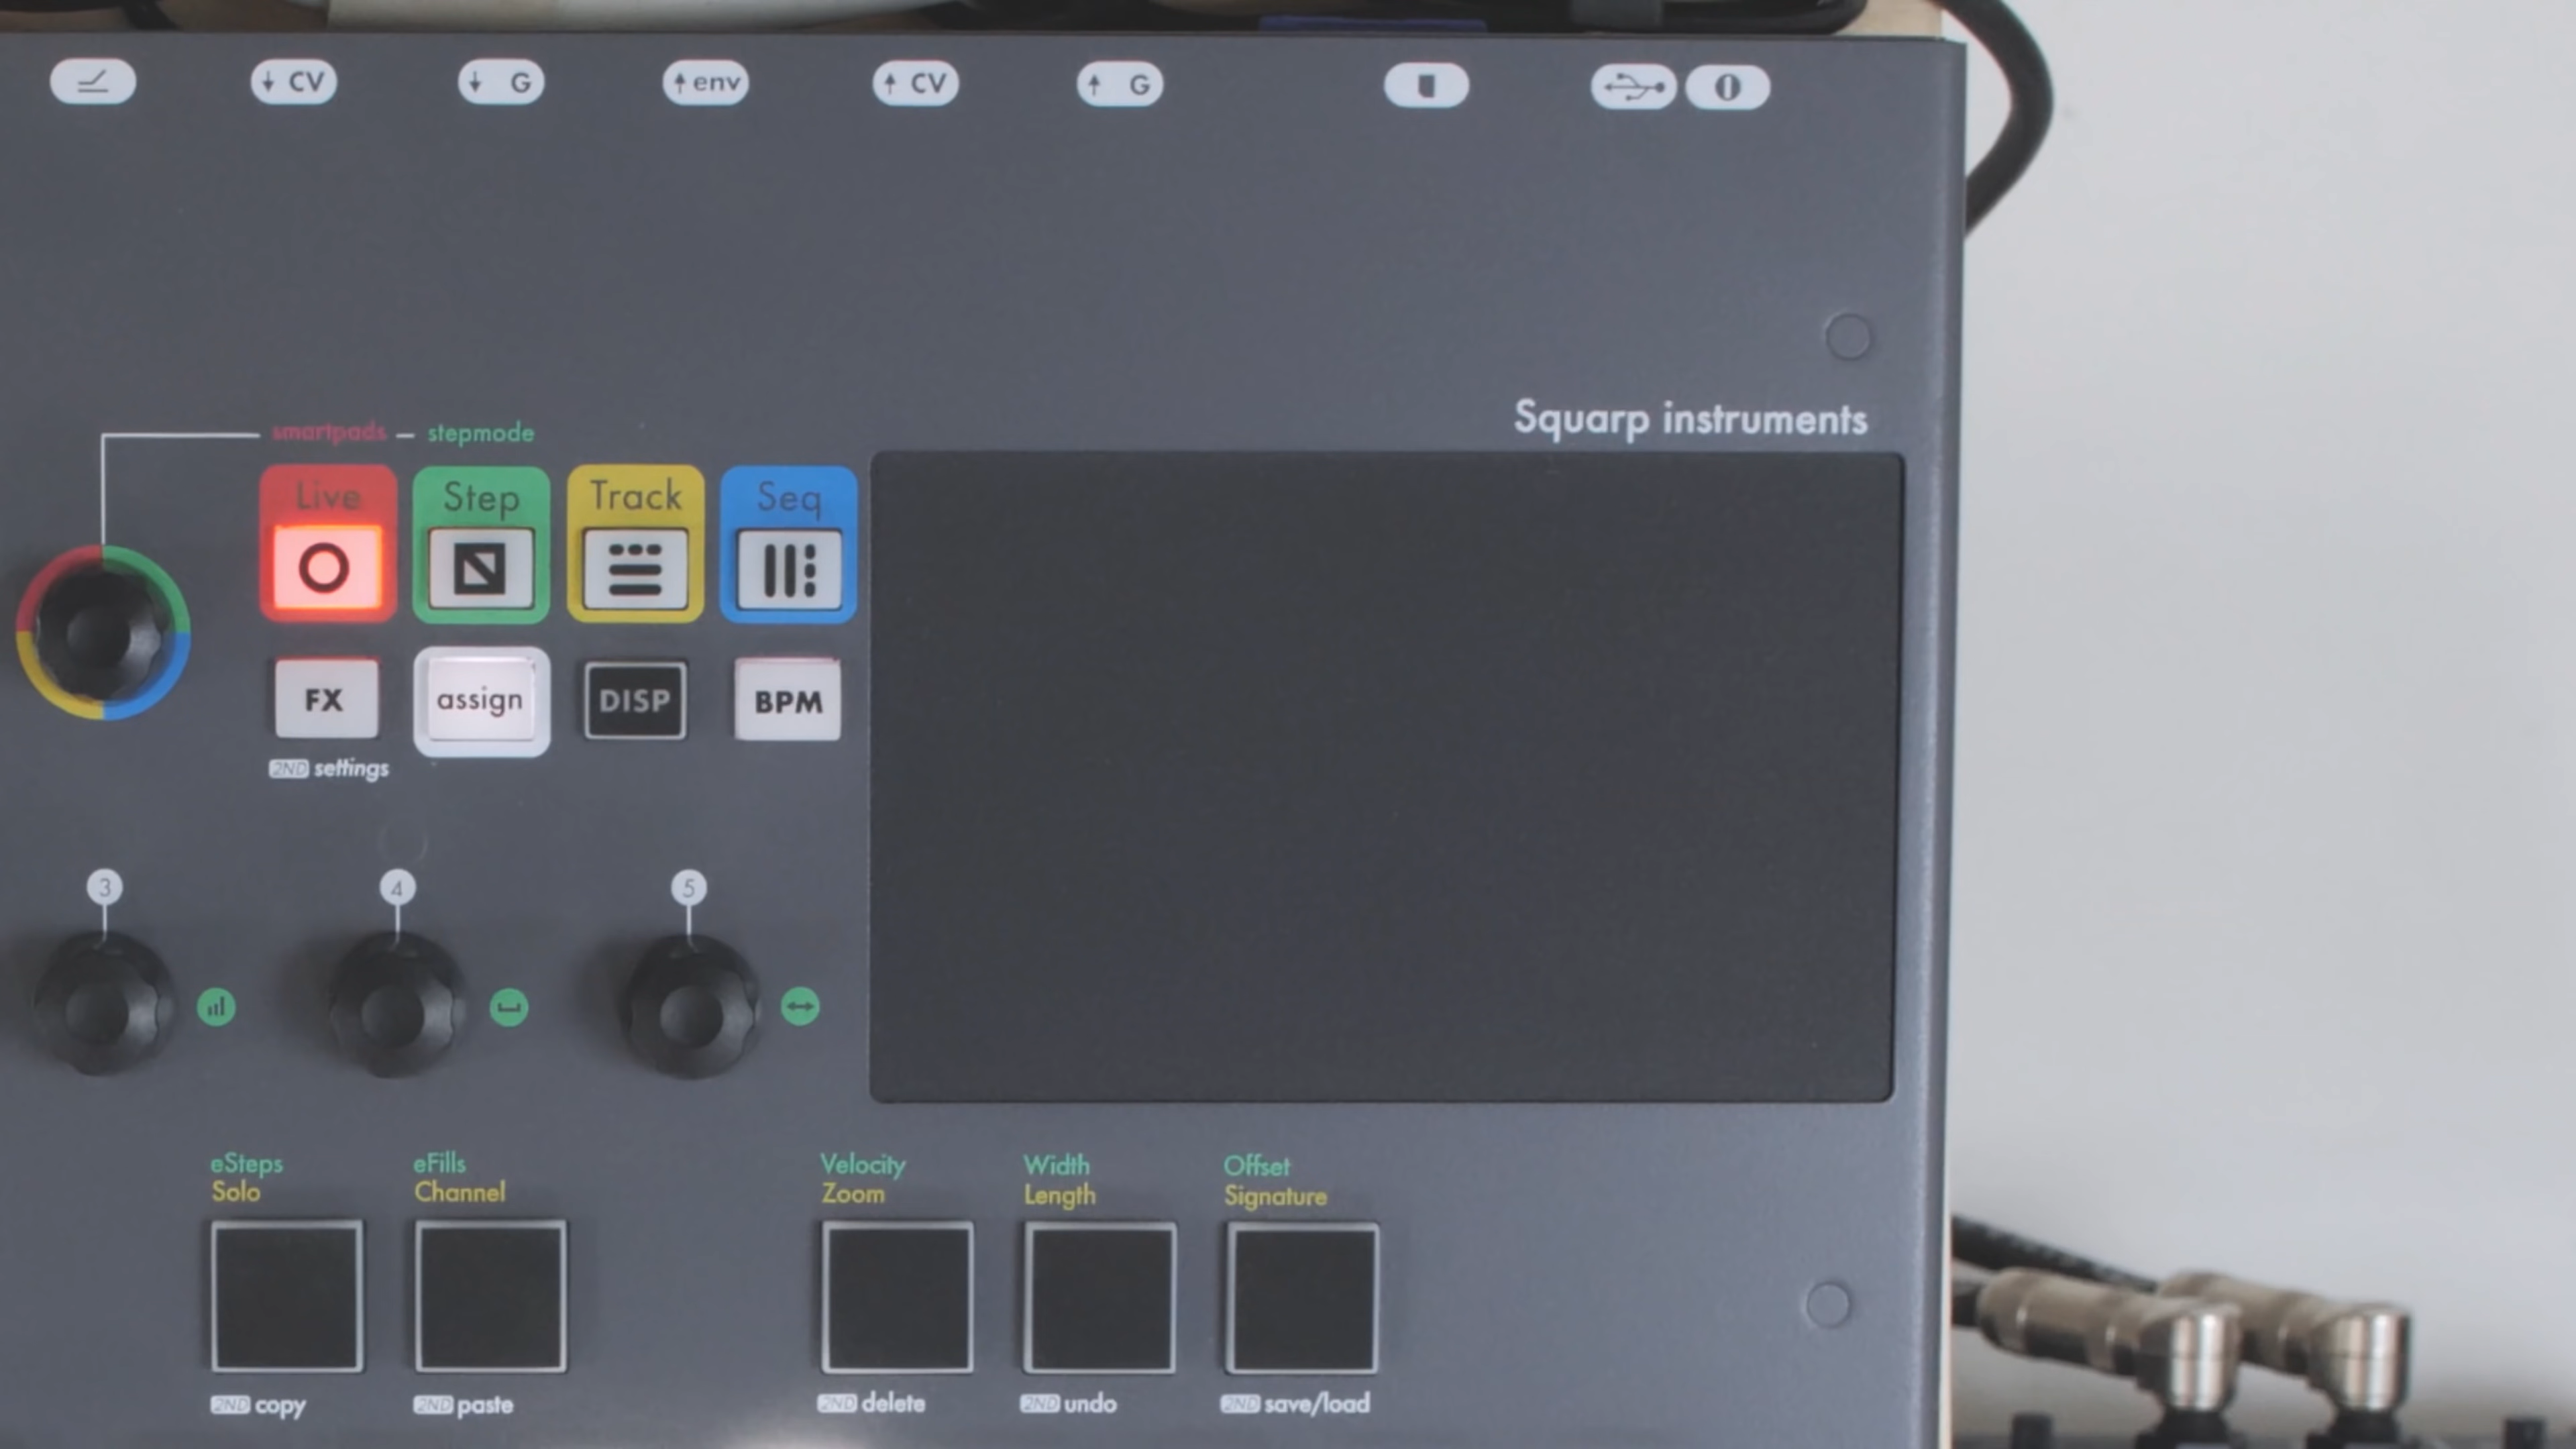 CV
G
env
CV
G
smartpads – stepmode
Squarp instruments
Live
Step
Track
Seq
FX
assign
DISP
BPM
2ND settings
3
4
5
eSteps
Solo
eFills
Channel
Velocity
Zoom
Width
Length
Offset
Signature
2ND copy
2ND paste
2ND delete
2ND undo
2ND save/load